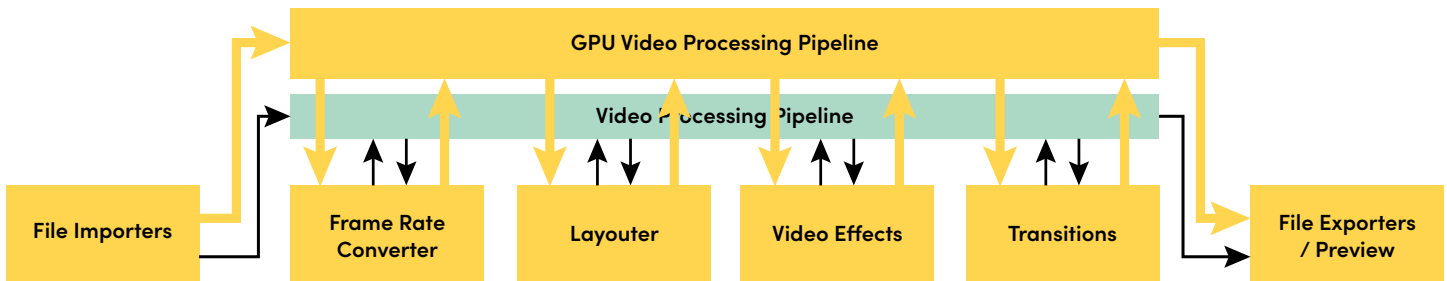 GPU Video Processing Pipeline
Video Processing Pipeline
File Importers
Frame Rate
Converter
Layouter
Video Effects
Transitions
File Exporters
/ Preview